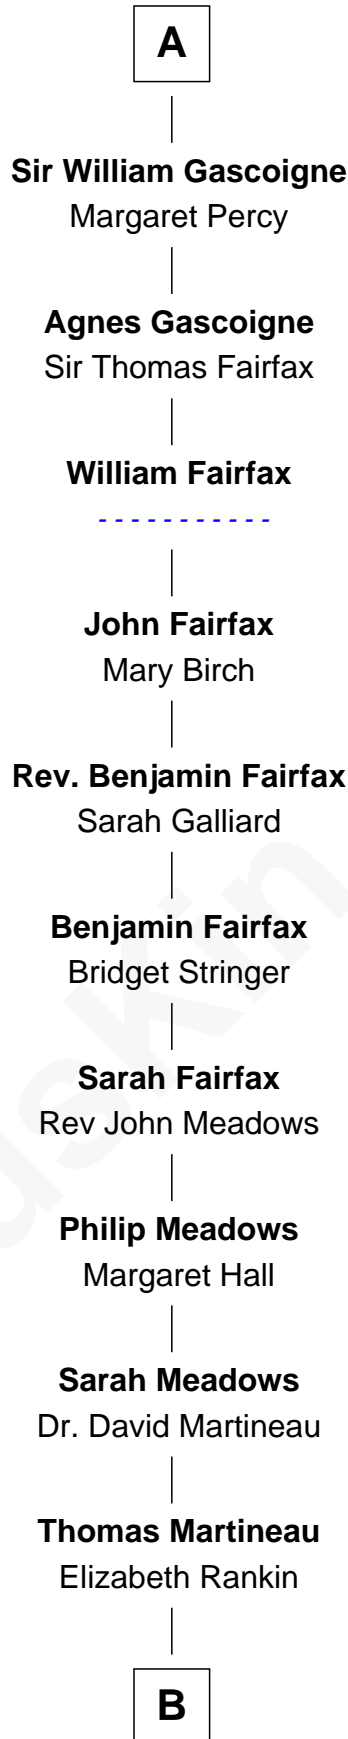 A
Sir William Gascoigne
Margaret Percy
Agnes Gascoigne
Sir Thomas Fairfax
William Fairfax
- - - - - - - - - - -
John Fairfax
Mary Birch
Rev. Benjamin Fairfax
Sarah Galliard
Benjamin Fairfax
Bridget Stringer
Sarah Fairfax
Rev John Meadows
Philip Meadows
Margaret Hall
Sarah Meadows
Dr. David Martineau
Thomas Martineau
Elizabeth Rankin
B